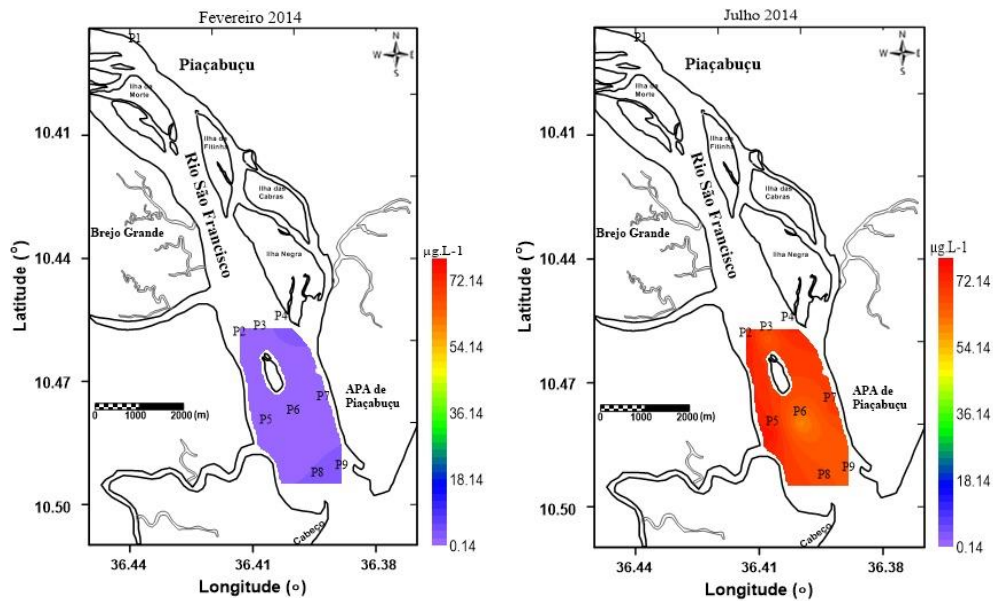 Fevereiro 2014
P1
Piaçabuçu
N
W E
S
Ilha da
Morte
10.41
Ilha do
Fitinha
Rio São Francisco
Ilha das
Cabras
Brejo Grande
10.44
Ilha Negra
µg.L-1
72.14
Latitude (°)
P4
P3
P2
54.14
10.47
APA de
Piaçabuçu
P7
0 1000 2000 (m)
P6
P5
36.14
P9
P8
18.14
10.50
Cabeço
0.14
36.44 36.41 36.38
Longitude (o)
Julho 2014
P1
Piaçabuçu
N
W E
S
Ilha da
Morte
10.41
Ilha do
Fitinha
Rio São Francisco
Ilha das
Cabras
Brejo Grande
10.44
Ilha Negra
µg.L-1
72.14
Latitude (°)
P4
P3
P2
54.14
10.47
APA de
Piaçabuçu
P7
0 1000 2000 (m)
P6
P5
36.14
P9
P8
18.14
10.50
Cabeço
0.14
36.44 36.41 36.38
Longitude (o)